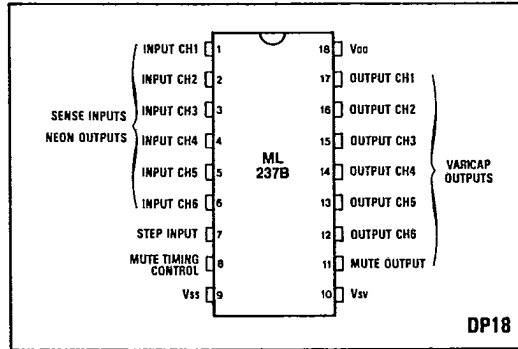 INPUT CH1 1
INPUT CH2 2
INPUT CH3 3
INPUT CH4 4
INPUT CH5 5
INPUT CH6 6
STEP INPUT 7
MUTE TIMING
CONTROL 8
Vss 9
SENSE INPUTS
NEON OUTPUTS
ML
237B
18 VDD
17 OUTPUT CH1
16 OUTPUT CH2
15 OUTPUT CH3
14 OUTPUT CH4
13 OUTPUT CH5
12 OUTPUT CH6
11 MUTE OUTPUT
10 Vsv
VARICAP
OUTPUTS
DP18